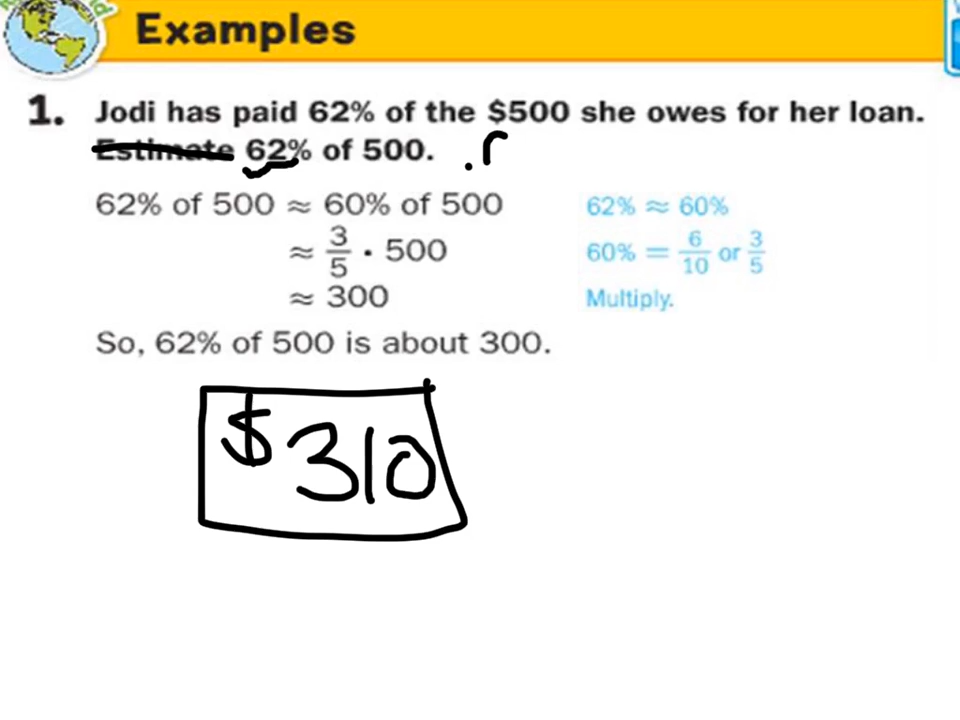 Examples
1. Jodi has paid 62% of the $500 she owes for her loan.
Estimate 62% of 500.
62% of 500 ≈ 60% of 500 62% ≈ 60%
≈ 3/5 · 500 60% = 6/10 or 3/5
≈ 300 Multiply.
So, 62% of 500 is about 300.
$310